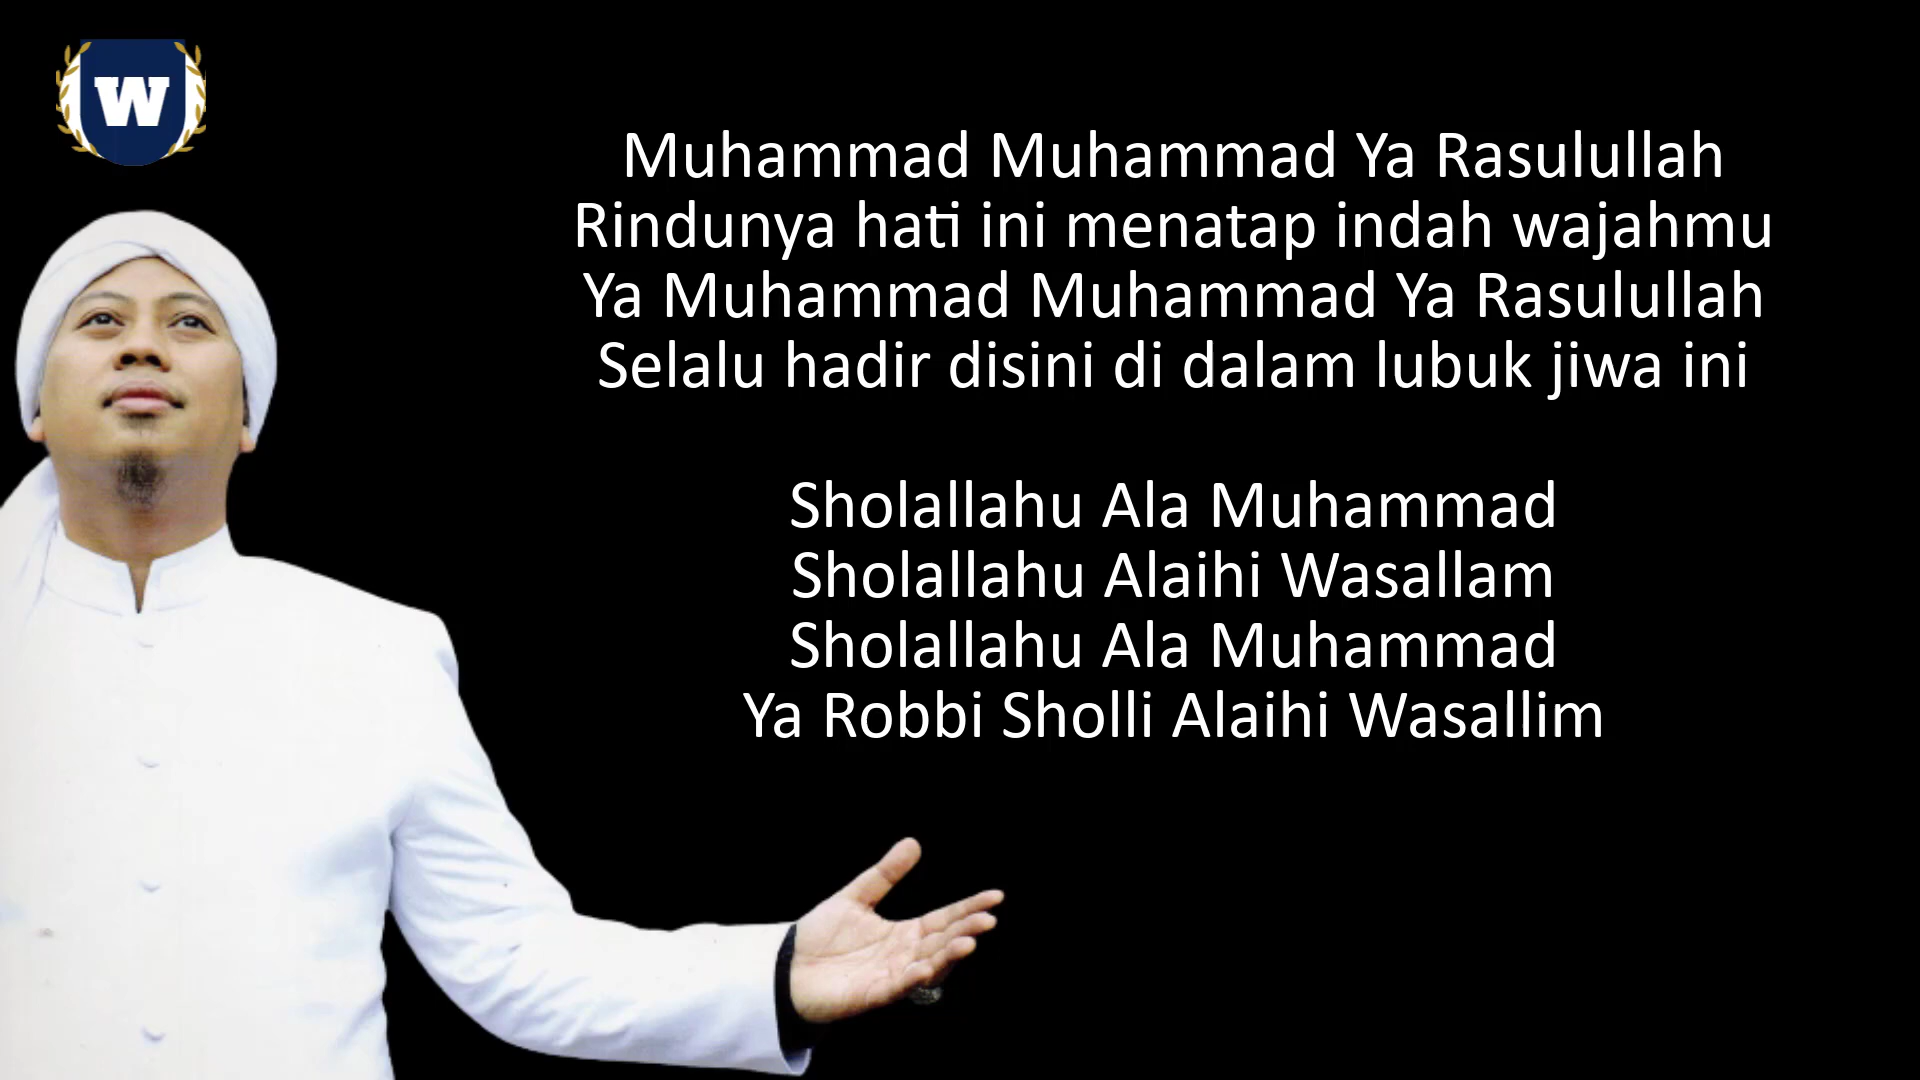 W
Muhammad Muhammad Ya Rasulullah
Rindunya hati ini menatap indah wajahmu
Ya Muhammad Muhammad Ya Rasulullah
Selalu hadir disini di dalam lubuk jiwa ini
Sholallahu Ala Muhammad
Sholallahu Alaihi Wasallam
Sholallahu Ala Muhammad
Ya Robbi Sholli Alaihi Wasallim